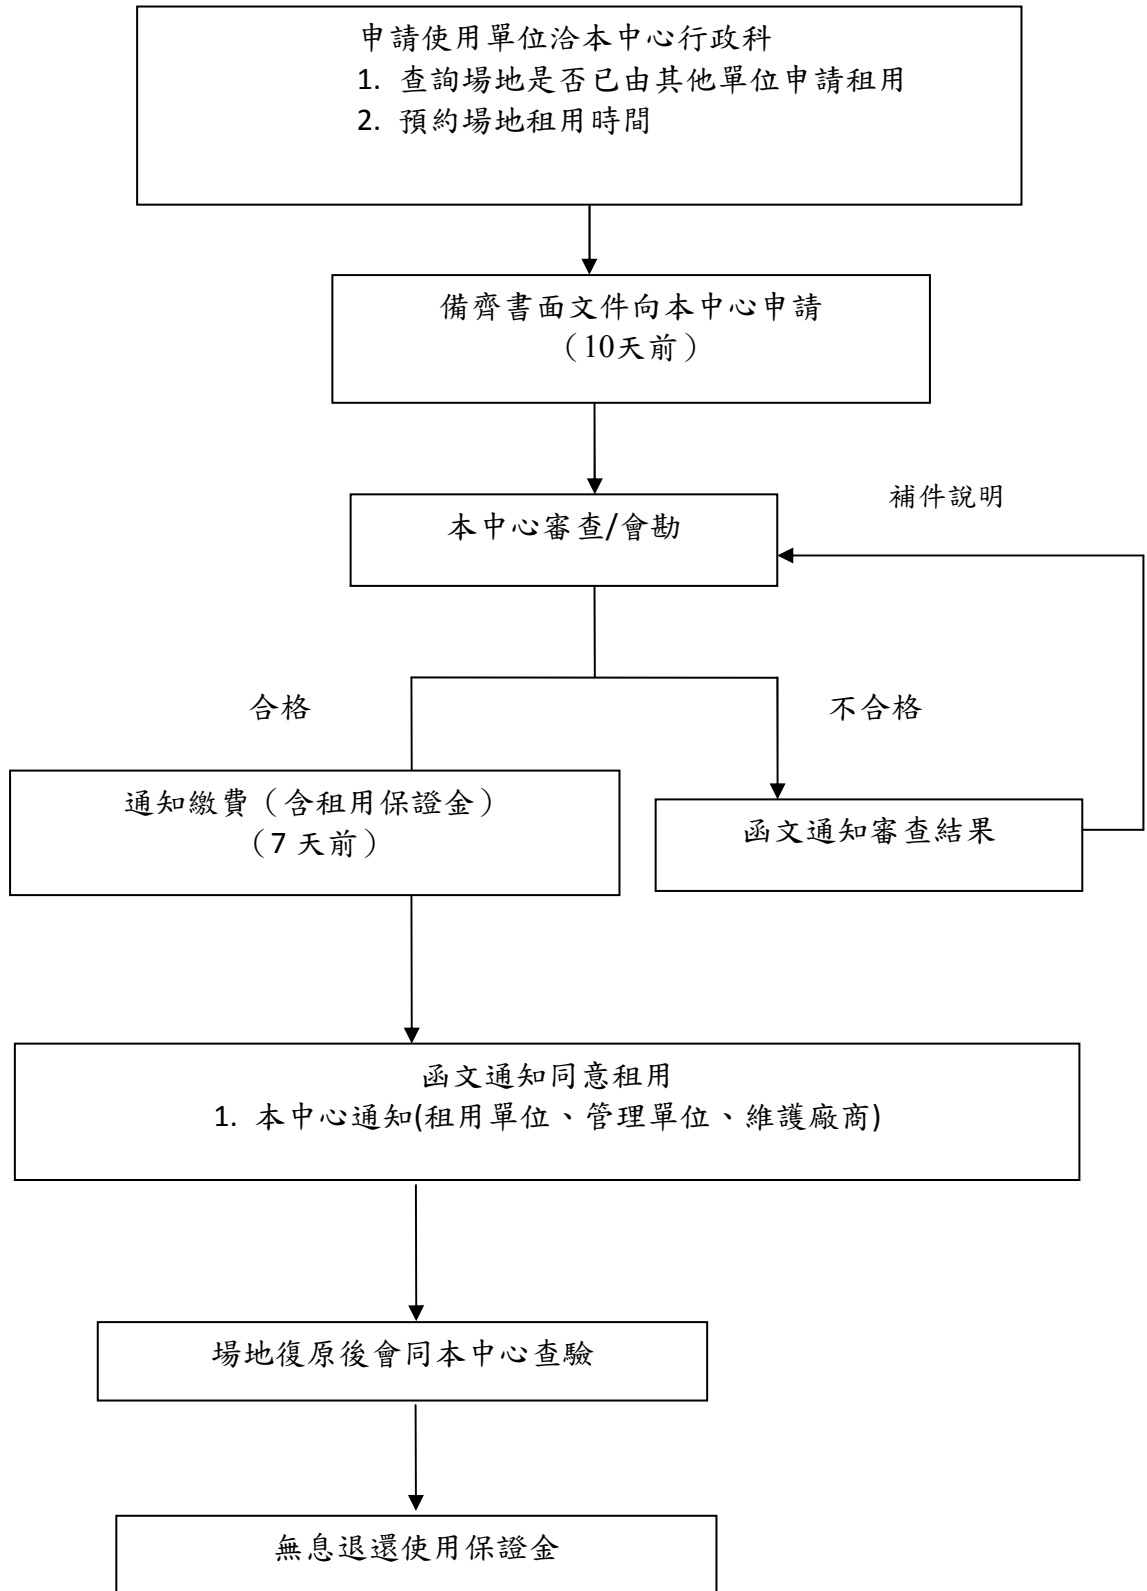 申請使用單位洽本中心行政科
1. 查詢場地是否已由其他單位申請租用
2. 預約場地租用時間
備齊書面文件向本中心申請
（10天前）
補件說明
本中心審查/會勘
合格
不合格
通知繳費（含租用保證金）
（7 天前）
函文通知審查結果
函文通知同意租用
1. 本中心通知(租用單位、管理單位、維護廠商)
場地復原後會同本中心查驗
無息退還使用保證金